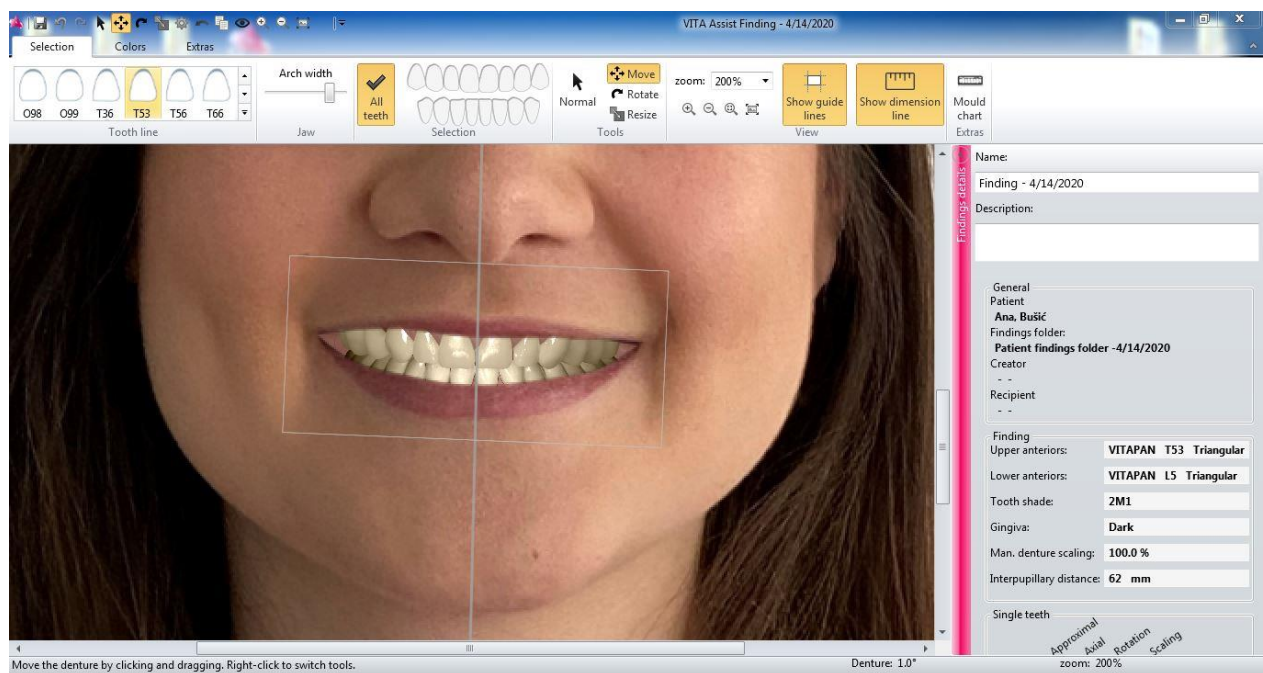 VITA Assist Finding - 4/14/2020
Selection Colors Extras
O98 O99 T36 T53 T56 T66
Tooth line
Arch width
Jaw
All teeth
Selection
Normal
Move
Rotate
Resize
Tools
zoom: 200%
Show guide lines
View
Show dimension line
Mould chart
Extras
Findings details
Name:
Finding - 4/14/2020
Description:
General
Patient
Ana, Bušić
Findings folder:
Patient findings folder -4/14/2020
Creator
- -
Recipient
- -
Finding
Upper anteriors: VITAPAN T53 Triangular
Lower anteriors: VITAPAN L5 Triangular
Tooth shade: 2M1
Gingiva: Dark
Man. denture scaling: 100.0 %
Interpupillary distance: 62 mm
Single teeth
Approximal
Axial
Rotation
Scaling
Move the denture by clicking and dragging. Right-click to switch tools.
Denture: 1.0°
zoom: 200%